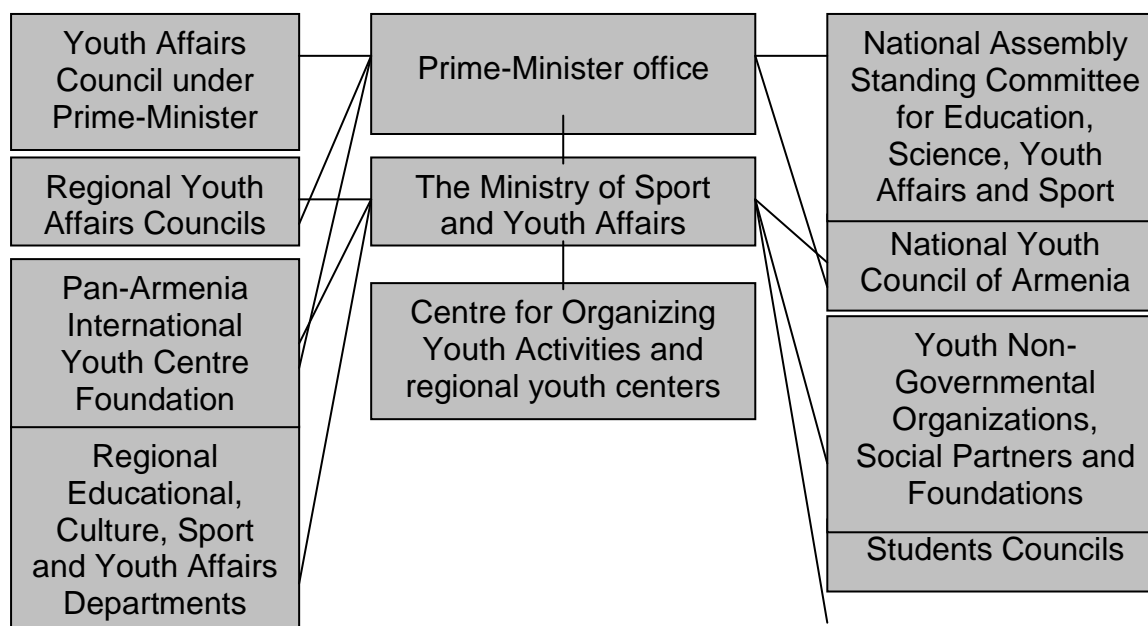 Youth Affairs
Council under
Prime-Minister
Regional Youth
Affairs Councils
Pan-Armenia
International
Youth Centre
Foundation
Regional
Educational,
Culture, Sport
and Youth Affairs
Departments
Prime-Minister office
The Ministry of Sport
and Youth Affairs
Centre for Organizing
Youth Activities and
regional youth centers
National Assembly
Standing Committee
for Education,
Science, Youth
Affairs and Sport
National Youth
Council of Armenia
Youth Non-
Governmental
Organizations,
Social Partners and
Foundations
Students Councils